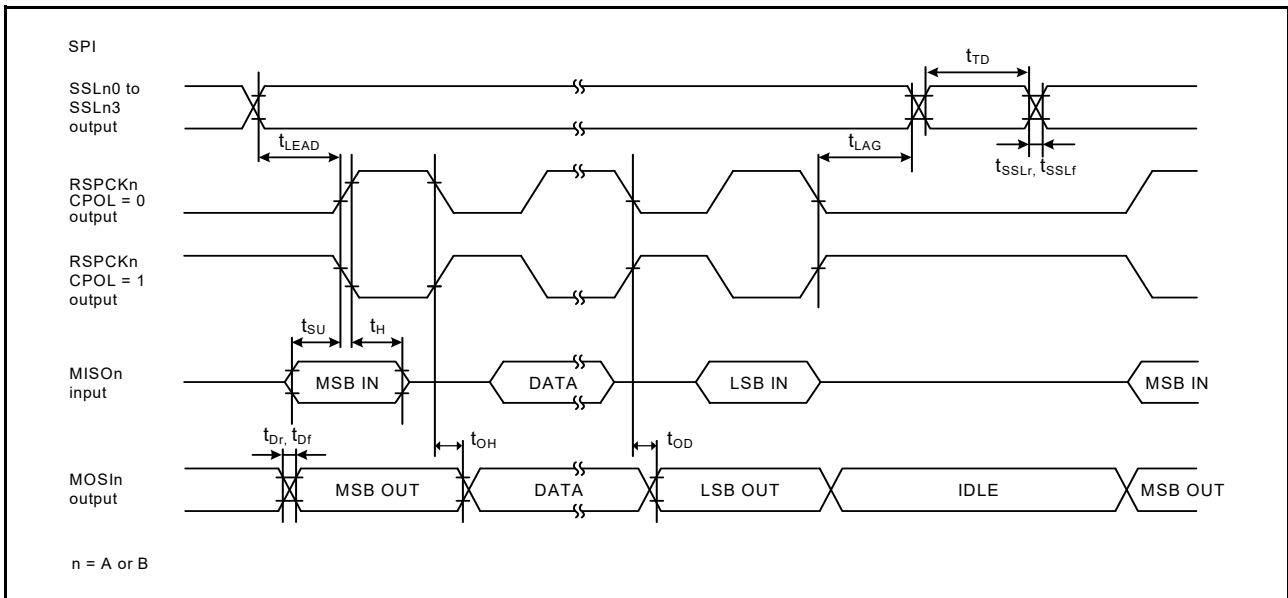 SPI
SSLn0 to
SSLn3
output
tTD
tLEAD
tLAG
tSSLr, tSSLf
RSPCKn
CPOL = 0
output
RSPCKn
CPOL = 1
output
tSU
tH
MISOn
input
MSB IN
DATA
LSB IN
MSB IN
tDr, tDf
tOH
tOD
MOSIn
output
MSB OUT
DATA
LSB OUT
IDLE
MSB OUT
n = A or B